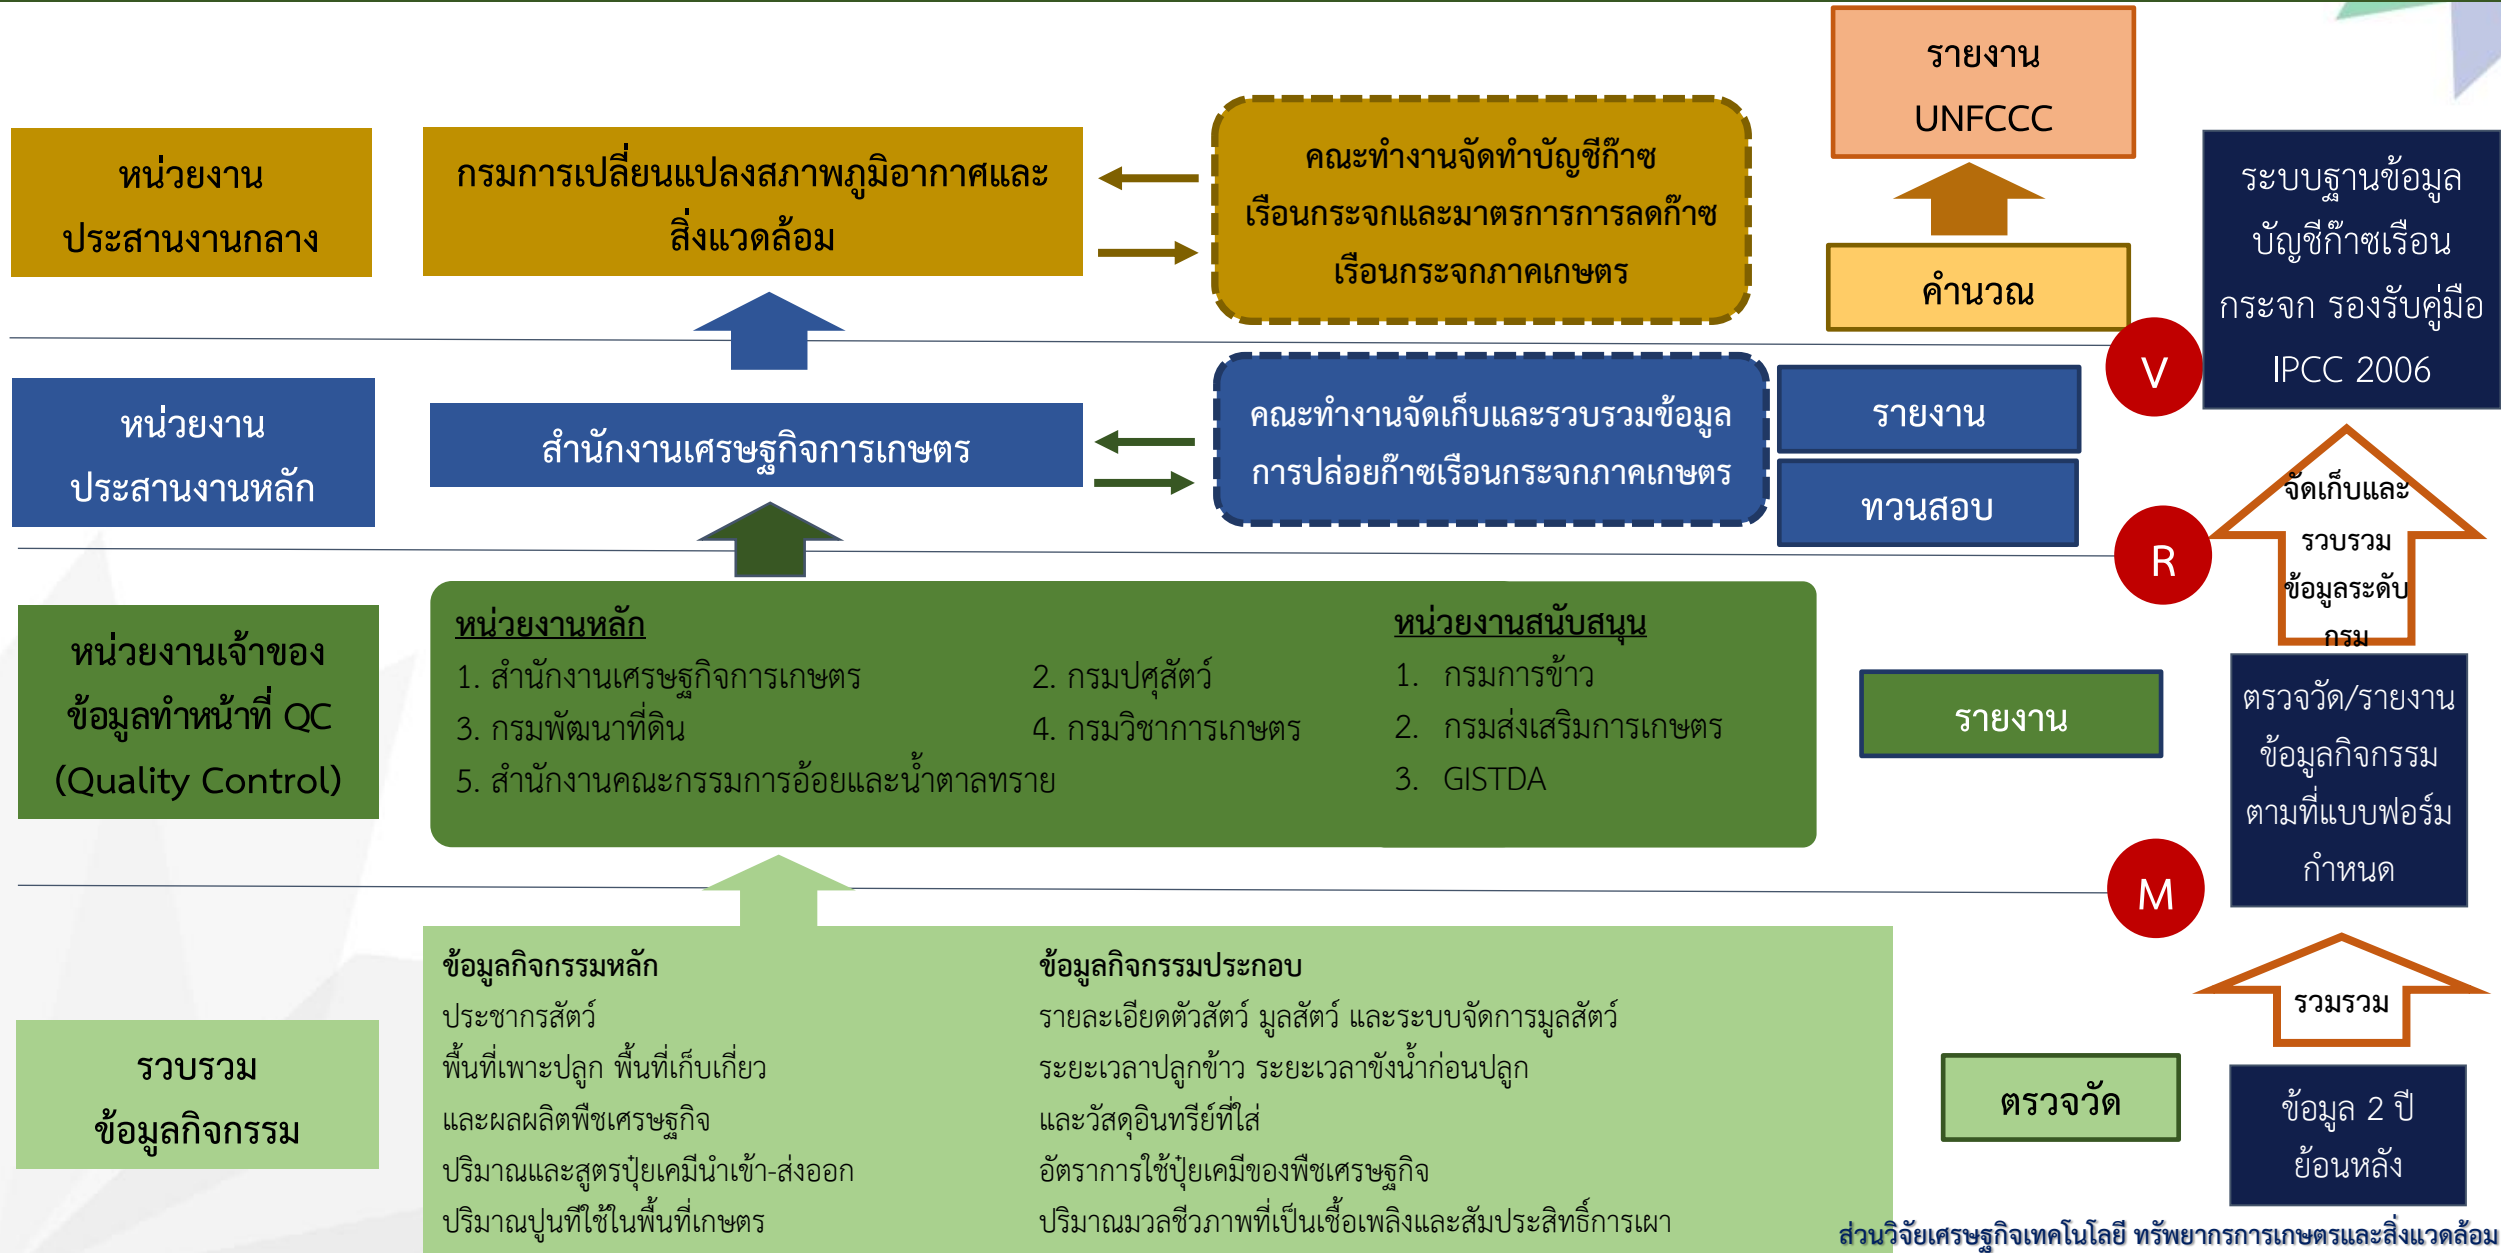 รายงาน
UNFCCC
หน่วยงาน
ประสานงานกลาง
กรมการเปลี่ยนแปลงสภาพภูมิอากาศและ
สิ่งแวดล้อม
คณะทำงานจัดทำบัญชีก๊าซ
เรือนกระจกและมาตรการการลดก๊าซ
เรือนกระจกภาคเกษตร
คำนวณ
ระบบฐานข้อมูล
บัญชีก๊าซเรือน
กระจก รองรับคู่มือ
IPCC 2006
V
หน่วยงาน
ประสานงานหลัก
สำนักงานเศรษฐกิจการเกษตร
คณะทำงานจัดเก็บและรวบรวมข้อมูล
การปล่อยก๊าซเรือนกระจกภาคเกษตร
รายงาน
ทวนสอบ
จัดเก็บและ
รวบรวม
ข้อมูลระดับ
กรม
R
หน่วยงานเจ้าของ
ข้อมูลทำหน้าที่ QC
(Quality Control)
หน่วยงานหลัก
1. สำนักงานเศรษฐกิจการเกษตร
2. กรมปศุสัตว์
3. กรมพัฒนาที่ดิน
4. กรมวิชาการเกษตร
5. สำนักงานคณะกรรมการอ้อยและน้ำตาลทราย
หน่วยงานสนับสนุน
1. กรมการข้าว
2. กรมส่งเสริมการเกษตร
3. GISTDA
รายงาน
ตรวจวัด/รายงาน
ข้อมูลกิจกรรม
ตามที่แบบฟอร์ม
กำหนด
M
รวบรวม
ข้อมูลกิจกรรม
ข้อมูลกิจกรรมหลัก
ประชากรสัตว์
พื้นที่เพาะปลูก พื้นที่เก็บเกี่ยว
และผลผลิตพืชเศรษฐกิจ
ปริมาณและสูตรปุ๋ยเคมีนำเข้า-ส่งออก
ปริมาณปูนทีใช้ในพื้นที่เกษตร
ข้อมูลกิจกรรมประกอบ
รายละเอียดตัวสัตว์ มูลสัตว์ และระบบจัดการมูลสัตว์
ระยะเวลาปลูกข้าว ระยะเวลาขังน้ำก่อนปลูก
และวัสดุอินทรีย์ที่ใส่
อัตราการใช้ปุ๋ยเคมีของพืชเศรษฐกิจ
ปริมาณมวลชีวภาพที่เป็นเชื้อเพลิงและสัมประสิทธิ์การเผา
ตรวจวัด
รวมรวม
ข้อมูล 2 ปี
ย้อนหลัง
ส่วนวิจัยเศรษฐกิจเทคโนโลยี ทรัพยากรการเกษตรและสิ่งแวดล้อม